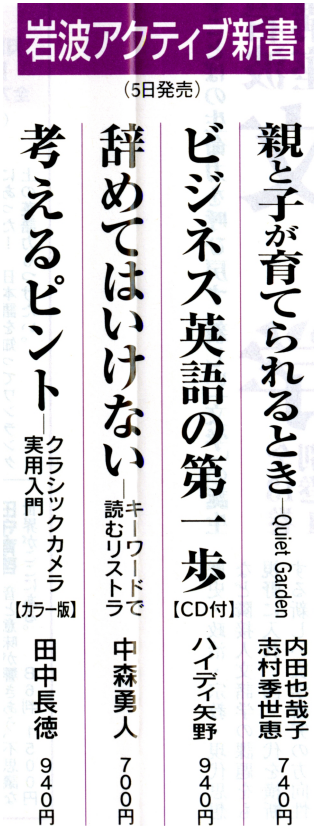 岩波アクティブ新書
(5日発売)
親と子が育てられるとき—Quiet Garden
内田也哉子
志村季世恵
740円
ビジネス英語の第一歩【CD付】
ハイディ矢野
940円
辞めてはいけない—キーワードで
読むリストラ
中森勇人
700円
考えるピント—クラシックカメラ
実用入門
【カラー版】
田中長徳
940円